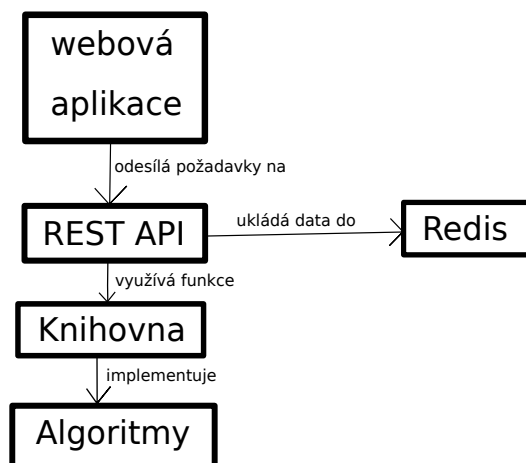 webová
aplikace
odesílá požadavky na
REST API
ukládá data do
Redis
využívá funkce
Knihovna
implementuje
Algoritmy